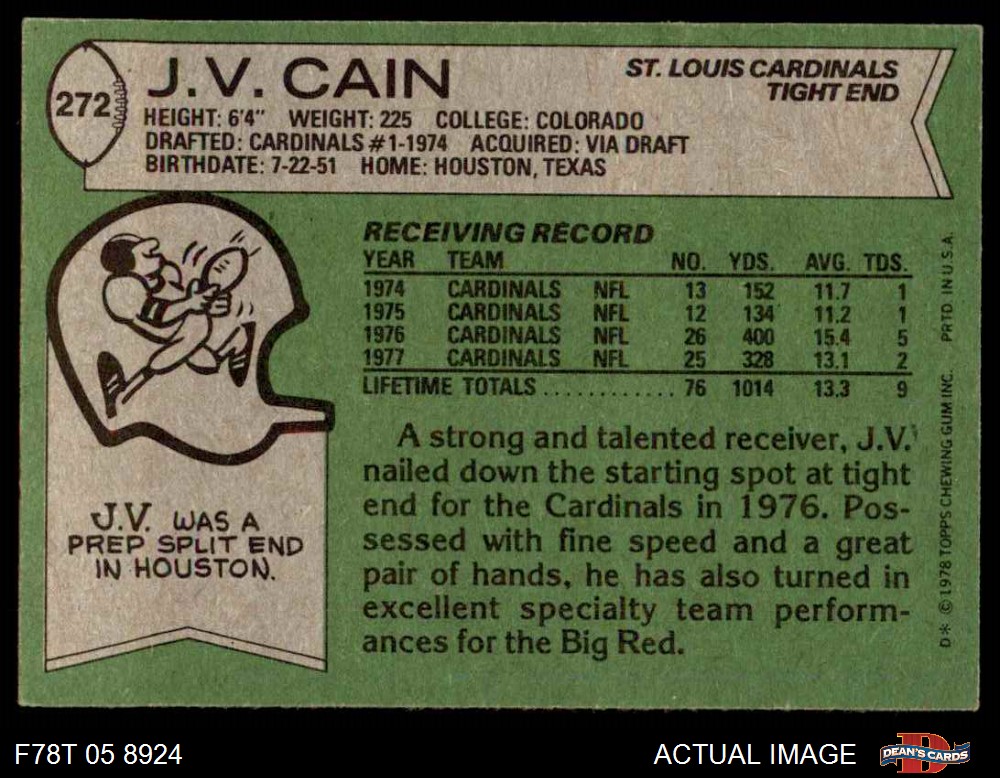 272
J.V. CAIN
ST. LOUIS CARDINALS
TIGHT END
HEIGHT: 6'4" WEIGHT: 225 COLLEGE: COLORADO
DRAFTED: CARDINALS #1-1974 ACQUIRED: VIA DRAFT
BIRTHDATE: 7-22-51 HOME: HOUSTON, TEXAS
RECEIVING RECORD
YEAR TEAM NO. YDS. AVG. TDS.
1974 CARDINALS NFL 13 152 11.7 1
1975 CARDINALS NFL 12 134 11.2 1
1976 CARDINALS NFL 26 400 15.4 5
1977 CARDINALS NFL 25 328 13.1 2
LIFETIME TOTALS ............ 76 1014 13.3 9
A strong and talented receiver, J.V.
nailed down the starting spot at tight
end for the Cardinals in 1976. Pos-
sessed with fine speed and a great
pair of hands, he has also turned in
excellent specialty team perform-
ances for the Big Red.
J.V. WAS A
PREP SPLIT END
IN HOUSTON.
D* © 1978 TOPPS CHEWING GUM INC. PRTD. IN U.S.A.
F78T 05 8924
ACTUAL IMAGE
D
DEAN'S CARDS